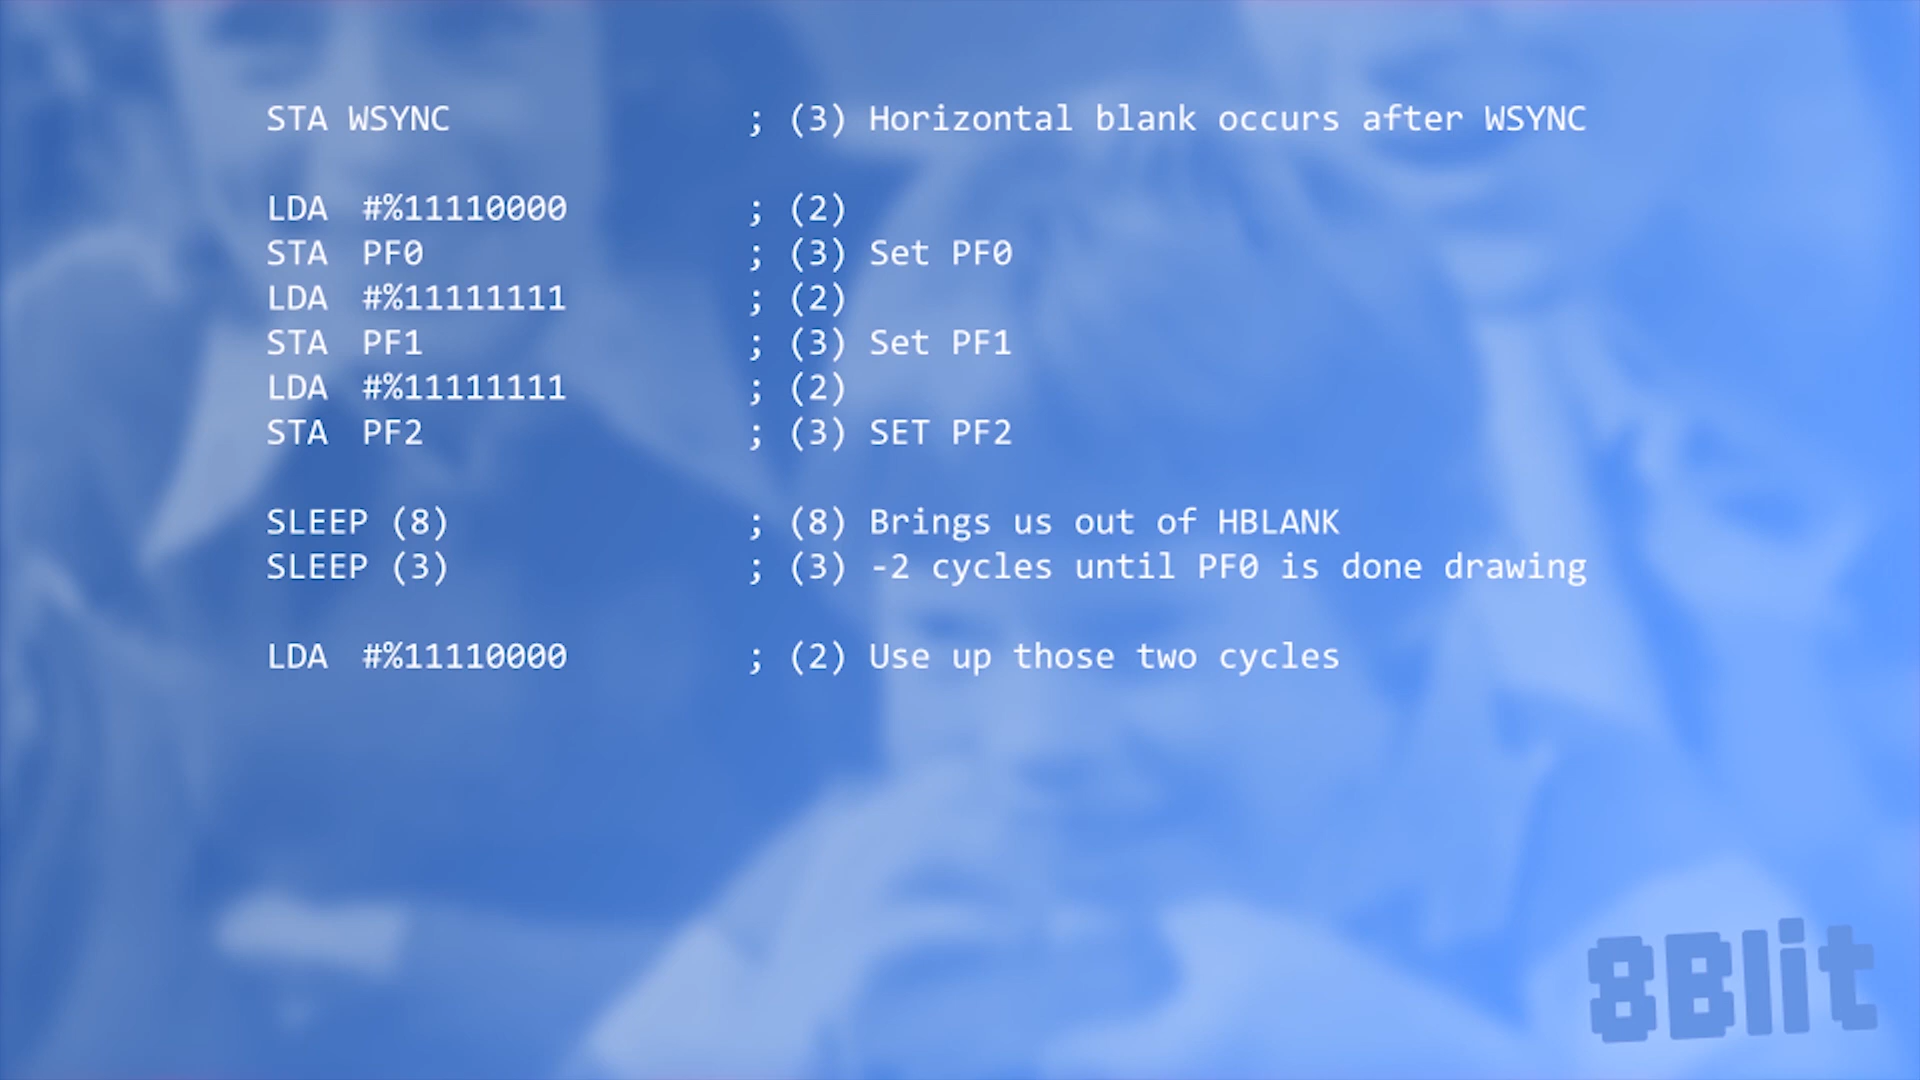 STA WSYNC ; (3) Horizontal blank occurs after WSYNC
LDA #%11110000 ; (2)
STA PF0 ; (3) Set PF0
LDA #%11111111 ; (2)
STA PF1 ; (3) Set PF1
LDA #%11111111 ; (2)
STA PF2 ; (3) SET PF2
SLEEP (8) ; (8) Brings us out of HBLANK
SLEEP (3) ; (3) -2 cycles until PF0 is done drawing
LDA #%11110000 ; (2) Use up those two cycles
8Blit